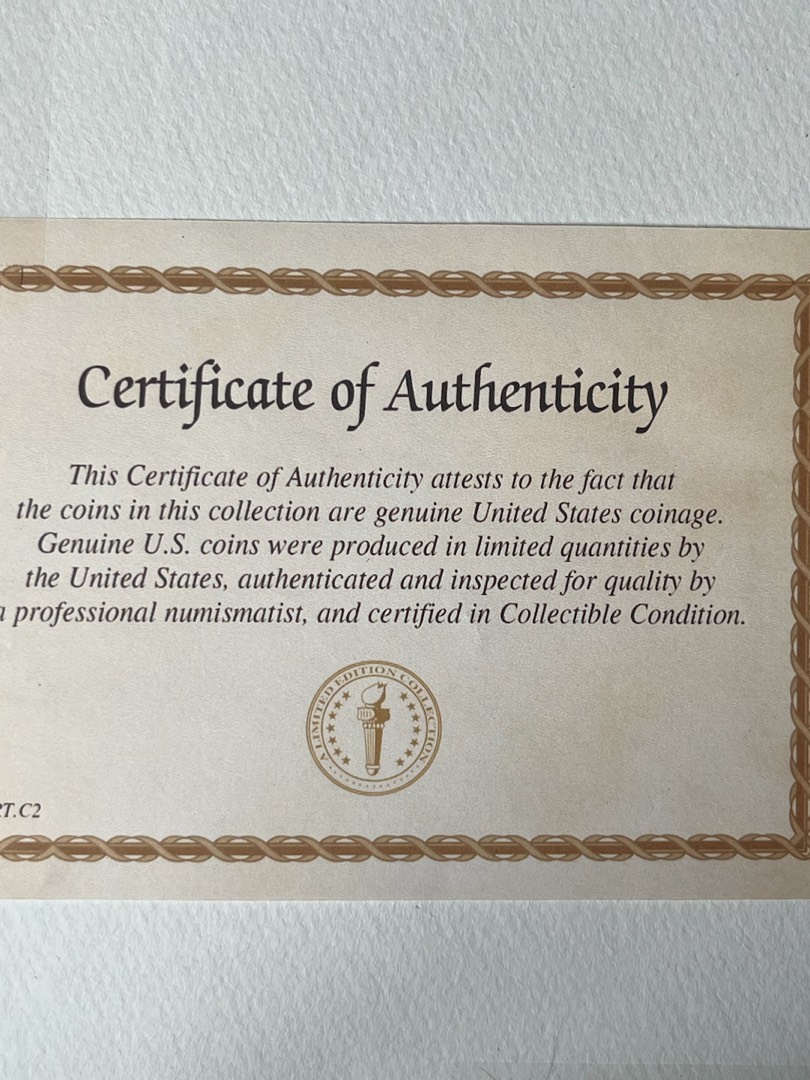 Certificate of Authenticity
This Certificate of Authenticity attests to the fact that
the coins in this collection are genuine United States coinage.
Genuine U.S. coins were produced in limited quantities by
the United States, authenticated and inspected for quality by
a professional numismatist, and certified in Collectible Condition.
A LIMITED EDITION COLLECTION
RT.C2